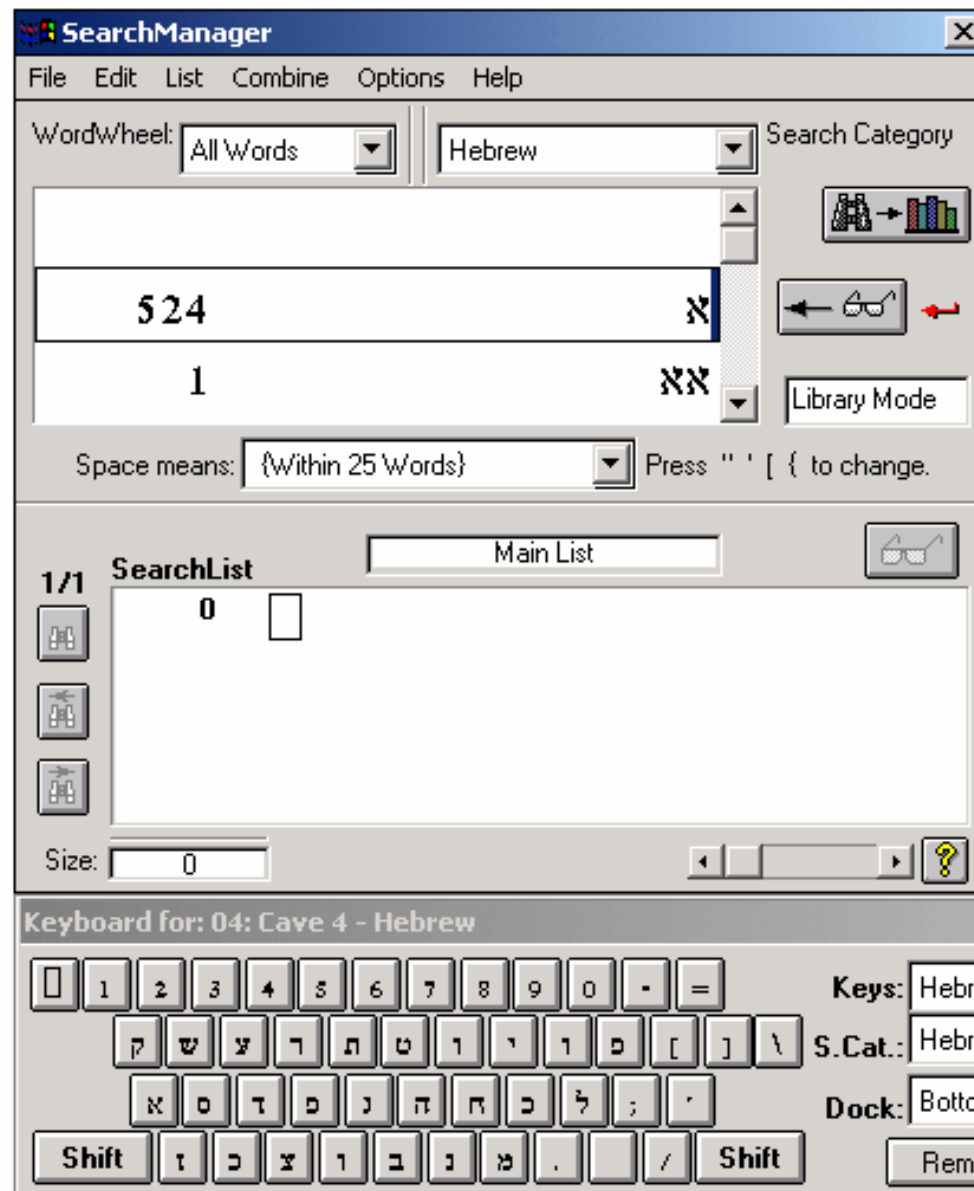 SearchManager
File Edit List Combine Options Help
WordWheel: All Words Hebrew Search Category
524 א
1 אא
Library Mode
Space means: {Within 25 Words} Press " ' [ { to change.
Main List
SearchList
1/1
0
Size: 0
Keyboard for: 04: Cave 4 - Hebrew
1 2 3 4 5 6 7 8 9 0 - =
Keys: Hebr
ק ש צ ר ת ט ו י ו פ [ ] \
S.Cat.: Hebr
א ס ד ם נ ה ח כ ל ; '
Dock: Botto
Shift ז צ ו ב נ מ . / Shift
Rem